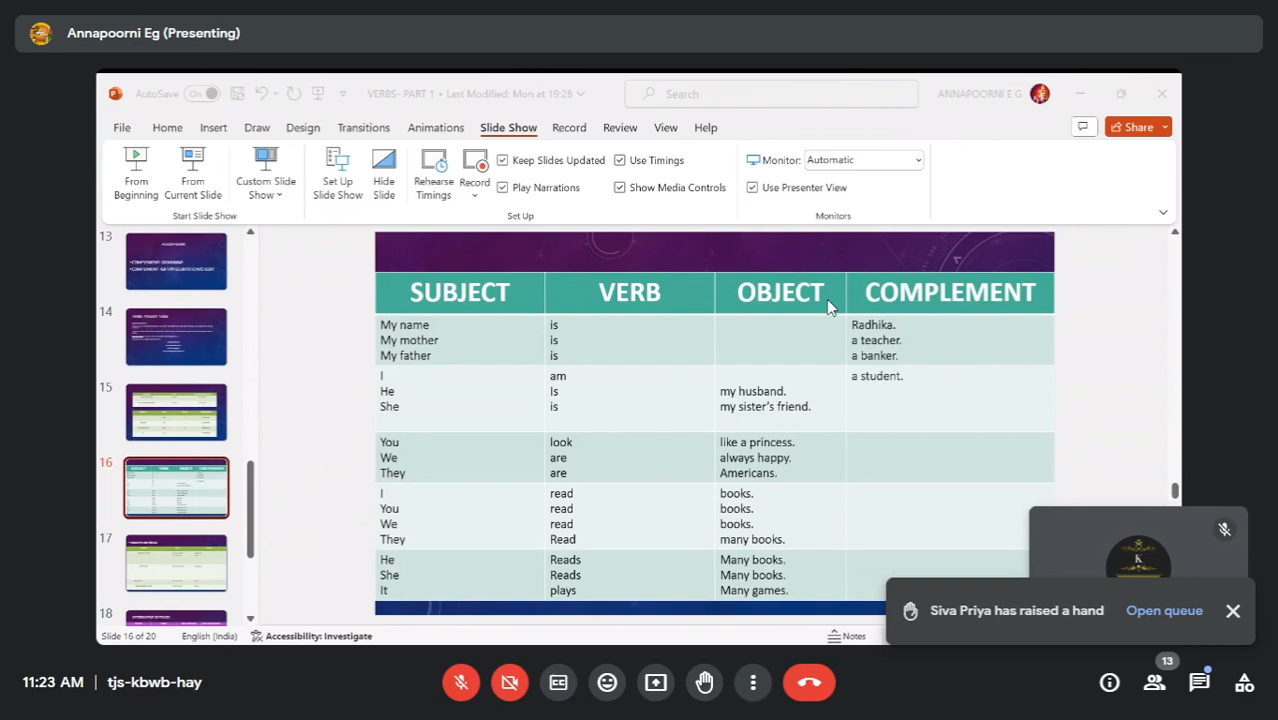 Annapoorni Eg (Presenting)
AutoSave On VERBS- PART 1 • Last Modified: Mon at 19:28 Search ANNAPOORNI E G
File Home Insert Draw Design Transitions Animations Slide Show Record Review View Help Share
From Beginning From Current Slide Custom Slide Show Set Up Slide Show Hide Slide Rehearse Timings Record Keep Slides Updated Use Timings Monitor: Automatic
Play Narrations Show Media Controls Use Presenter View
Start Slide Show Set Up Monitors
13
14
15
16
17
18
SUBJECT VERB OBJECT COMPLEMENT
My name is Radhika.
My mother is a teacher.
My father is a banker.
I am a student.
He Is my husband.
She is my sister's friend.
You look like a princess.
We are always happy.
They are Americans.
I read books.
You read books.
We read books.
They Read many books.
He Reads Many books.
She Reads Many books.
It plays Many games.
K
Siva Priya has raised a hand Open queue
Slide 16 of 20 English (India) Accessibility: Investigate Notes
11:23 AM | tjs-kbwb-hay 13